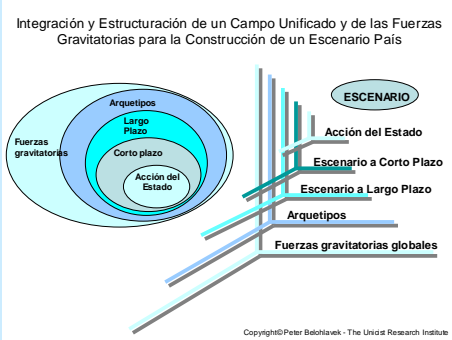 Integración y Estructuración de un Campo Unificado y de las Fuerzas
Gravitatorias para la Construcción de un Escenario País
Arquetipos
Largo
Plazo
Fuerzas
gravitatorias
Corto plazo
Acción del
Estado
ESCENARIO
Acción del Estado
Escenario a Corto Plazo
Escenario a Largo Plazo
Arquetipos
Fuerzas gravitatorias globales
Copyright© Peter Belohlavek - The Unicist Research Institute